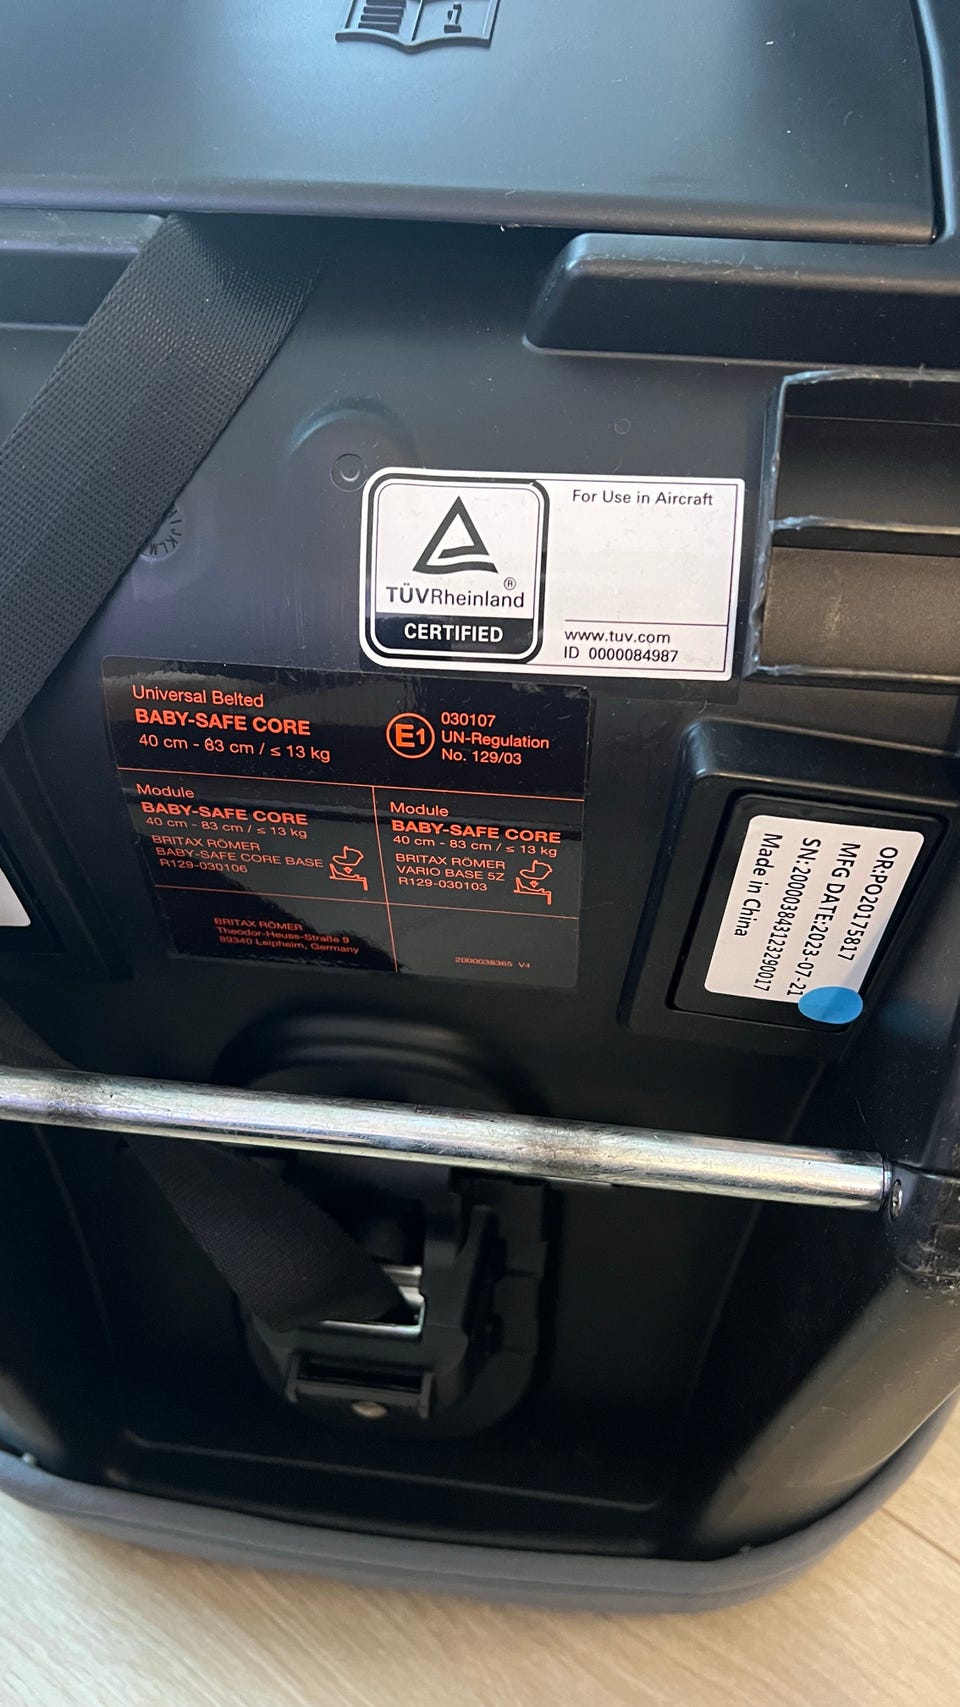 1
For Use in Aircraft
TÜVRheinland®
CERTIFIED
www.tuv.com
ID 0000084987
Universal Belted
BABY-SAFE CORE
40 cm - 83 cm / ≤ 13 kg
E1
030107
UN-Regulation
No. 129/03
Module
BABY-SAFE CORE
40 cm - 83 cm / ≤ 13 kg
BRITAX RÖMER
BABY-SAFE CORE BASE
R129-030106
Module
BABY-SAFE CORE
40 cm - 83 cm / ≤ 13 kg
BRITAX RÖMER
VARIO BASE 5Z
R129-030103
BRITAX RÖMER
Theodor-Heuss-Straße 9
89340 Leipheim, Germany
2000038365 V4
OR:PO20175817
MFG DATE:2023-07-21
SN:200003843123290017
Made in China